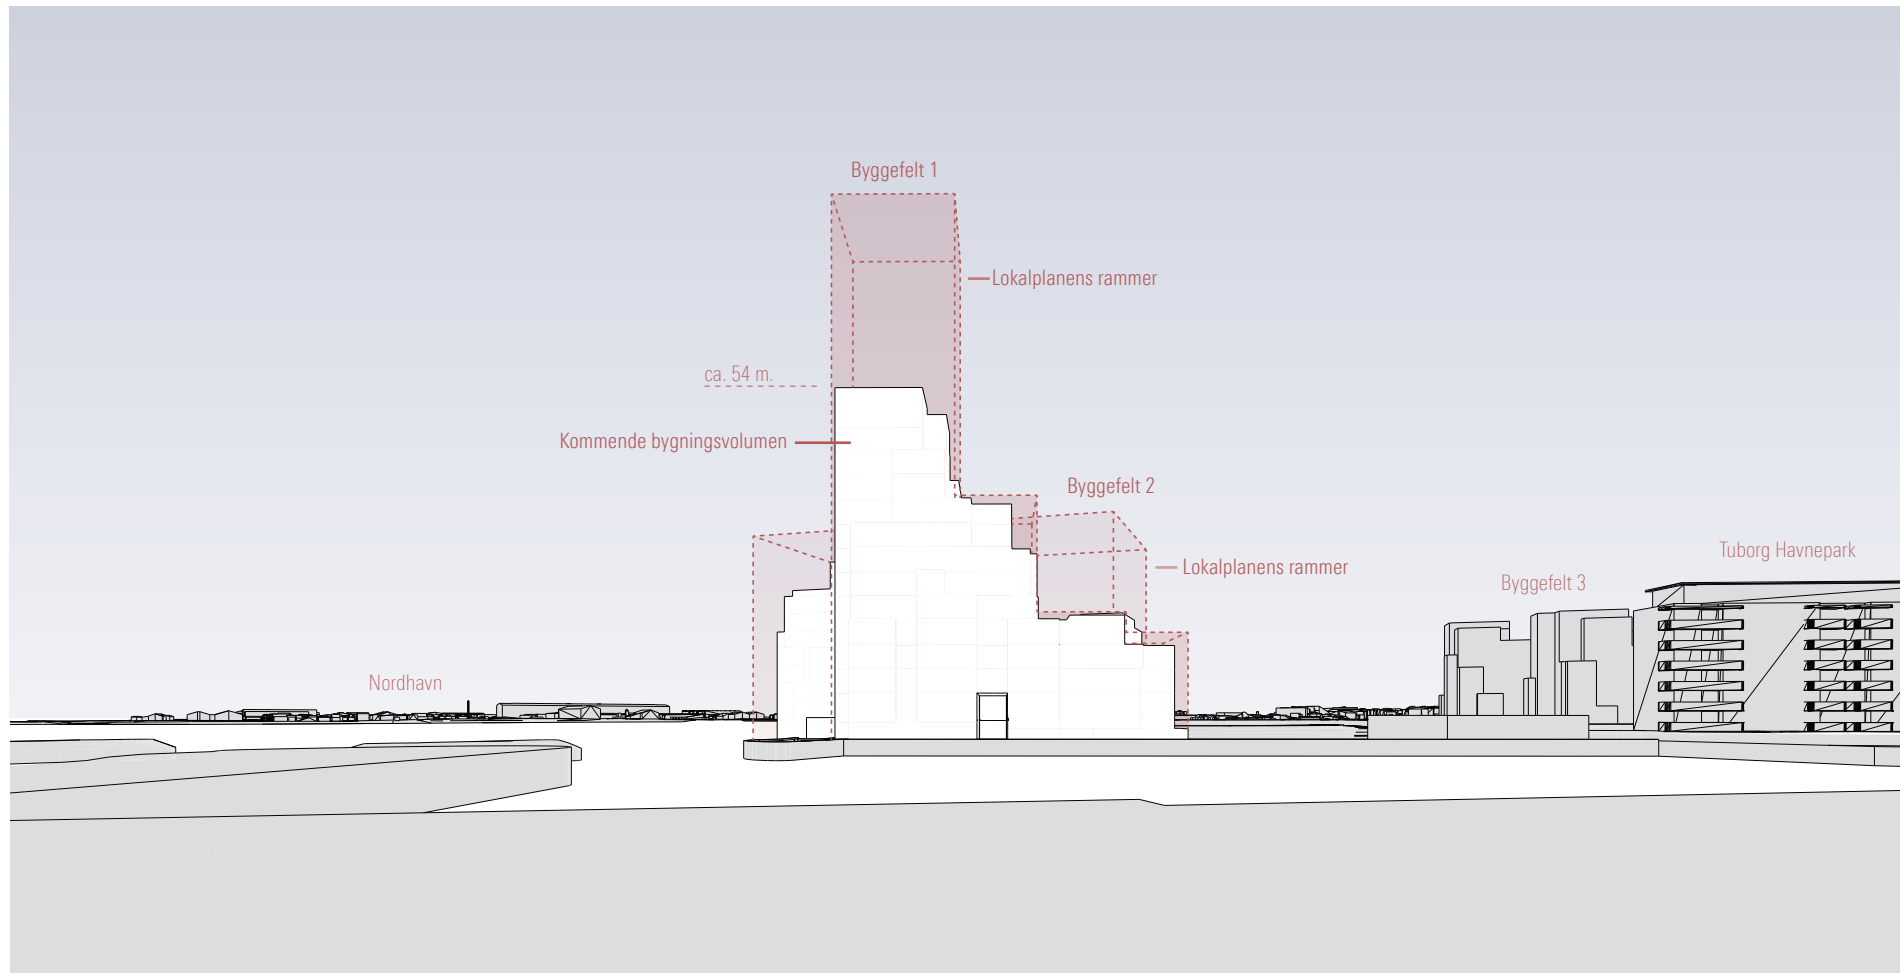 Byggefelt 1
Lokalplanens rammer
ca. 54 m.
Kommende bygningsvolumen
Byggefelt 2
Tuborg Havnepark
Lokalplanens rammer
Byggefelt 3
Nordhavn